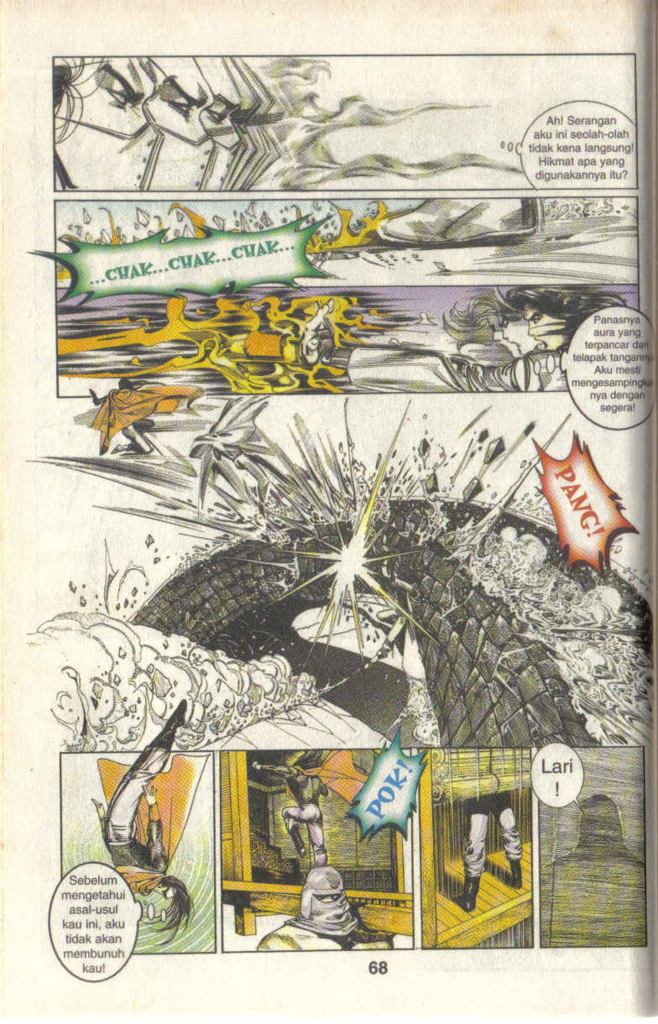 Ah! Serangan
aku ini seolah-olah
tidak kena langsung!
Hikmat apa yang
digunakannya itu?
...CHAK...CHAK...CHAK...
Panasnya
aura yang
terpancar dari
telapak
Aku mesti
nya dengan
segera!
PANG!
POK!
Lari
!
Sebelum
mengetahui
asal-usul
kau ini, aku
tidak akan
membunuh
kau!
68